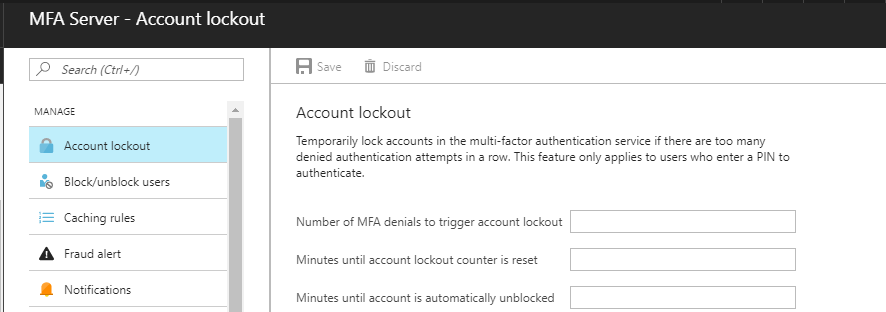 MFA Server - Account lockout
Search (Ctrl+/)
Save
Discard
MANAGE
Account lockout
Block/unblock users
Caching rules
Fraud alert
Notifications
Account lockout
Temporarily lock accounts in the multi-factor authentication service if there are too many
denied authentication attempts in a row. This feature only applies to users who enter a PIN to
authenticate.
Number of MFA denials to trigger account lockout
Minutes until account lockout counter is reset
Minutes until account is automatically unblocked